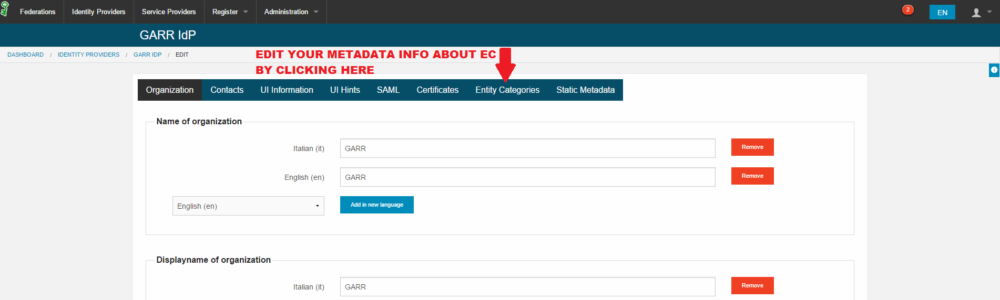 Federations Identity Providers Service Providers Register Administration 2 EN
GARR IdP
DASHBOARD / IDENTITY PROVIDERS / GARR IDP / EDIT
EDIT YOUR METADATA INFO ABOUT EC
BY CLICKING HERE
Organization Contacts UI Information UI Hints SAML Certificates Entity Categories Static Metadata
Name of organization
Italian (it) GARR Remove
English (en) GARR Remove
English (en) Add in new language
Displayname of organization
Italian (it) GARR Remove